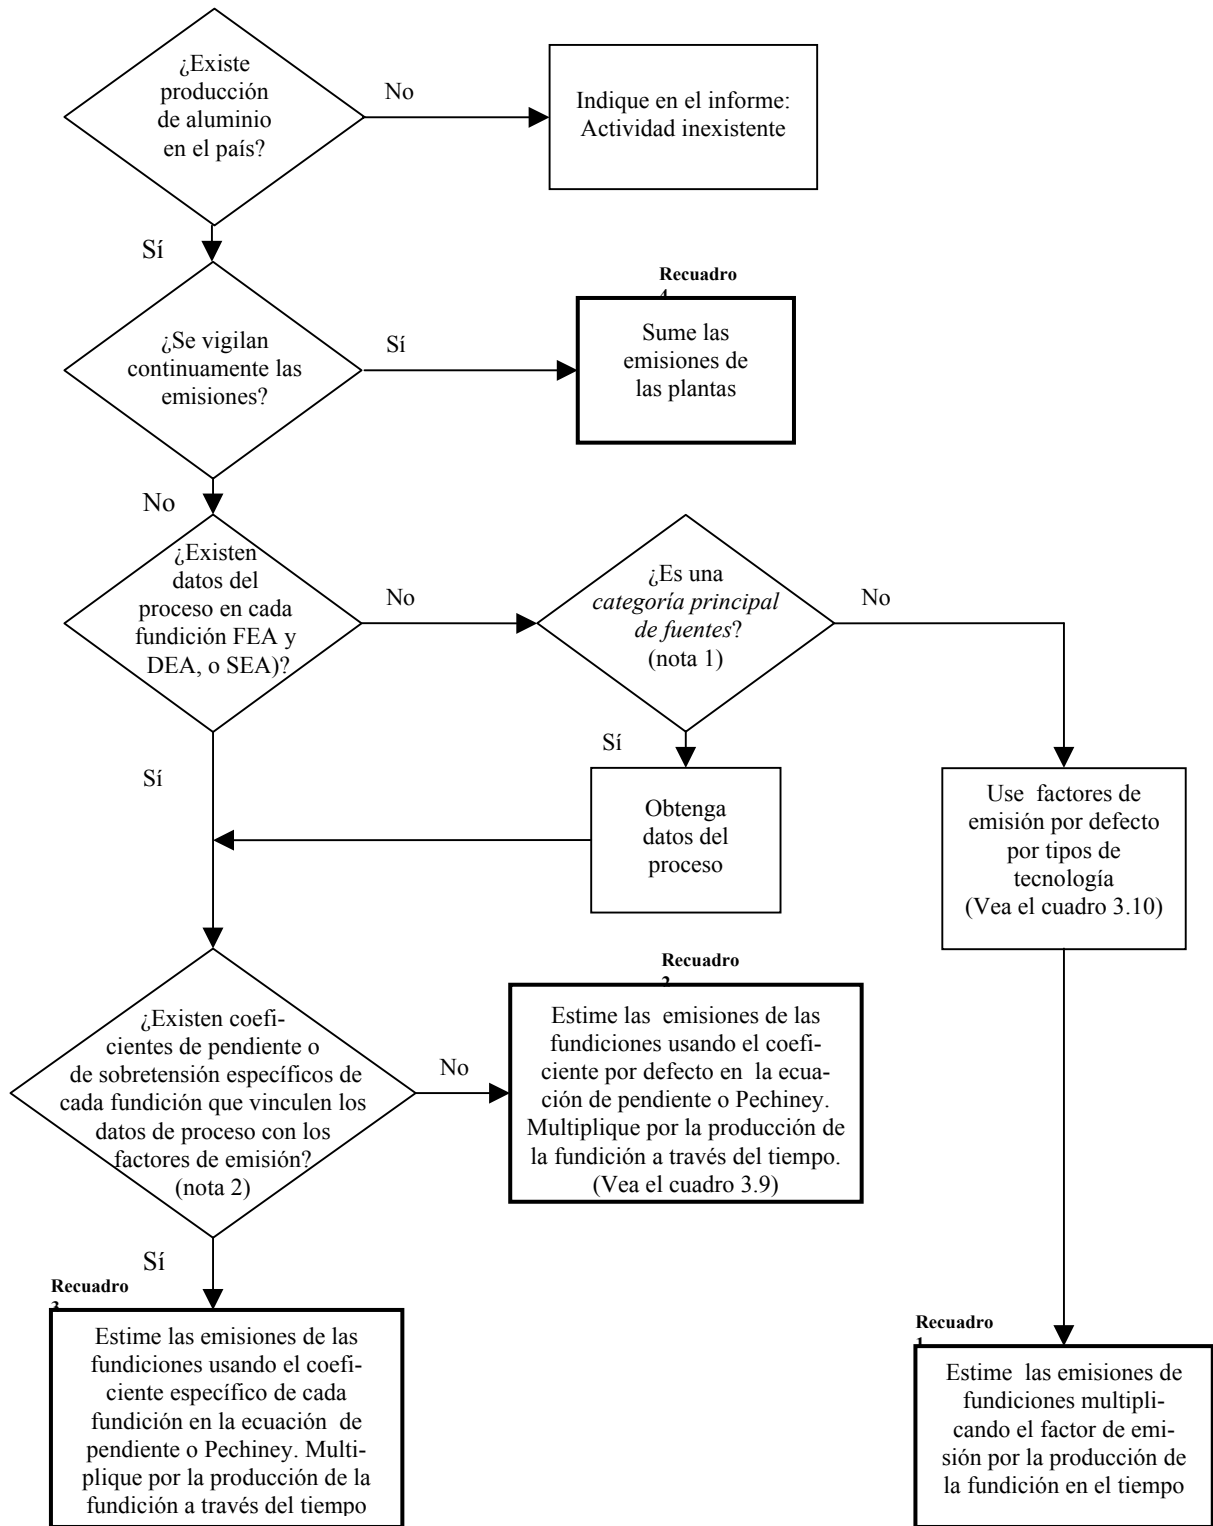 ¿Existe
producción
de aluminio
en el país?
No
Indique en el informe:
Actividad inexistente
Sí
Recuadro
4
¿Se vigilan
continuamente las
emisiones?
Sí
Sume las
emisiones de
las plantas
No
¿Existen
datos del
proceso en cada
fundición FEA y
DEA, o SEA)?
No
¿Es una
categoría principal
de fuentes?
(nota 1)
No
Sí
Sí
Obtenga
datos del
proceso
Use factores de
emisión por defecto
por tipos de
tecnología
(Vea el cuadro 3.10)
Recuadro
2
¿Existen coefi-
cientes de pendiente o
de sobretensión específicos de
cada fundición que vinculen los
datos de proceso con los
factores de emisión?
(nota 2)
No
Estime las emisiones de las
fundiciones usando el coefi-
ciente por defecto en la ecua-
ción de pendiente o Pechiney.
Multiplique por la producción de
la fundición a través del tiempo.
(Vea el cuadro 3.9)
Sí
Recuadro
3
Estime las emisiones de las
fundiciones usando el coefi-
ciente específico de cada
fundición en la ecuación de
pendiente o Pechiney. Multi-
plique por la producción de la
fundición a través del tiempo
Recuadro
1
Estime las emisiones de
fundiciones multipli-
cando el factor de emi-
sión por la producción de
la fundición en el tiempo